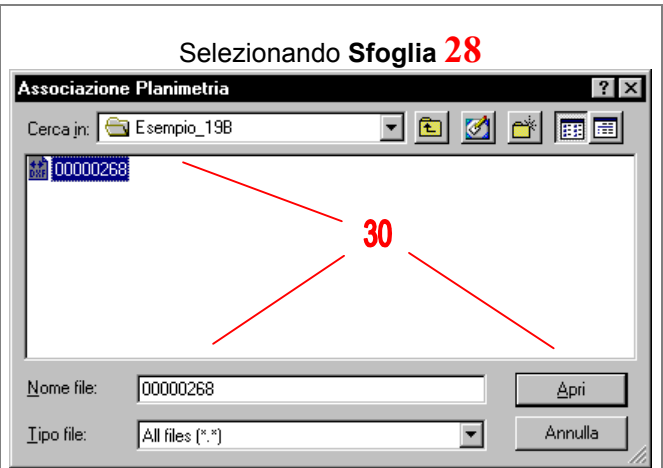 Selezionando Sfoglia 28
Associazione Planimetria
Cerca in: Esempio_19B
DXF 00000268
30
Nome file: 00000268 Apri
Tipo file: All files (*.*) Annulla